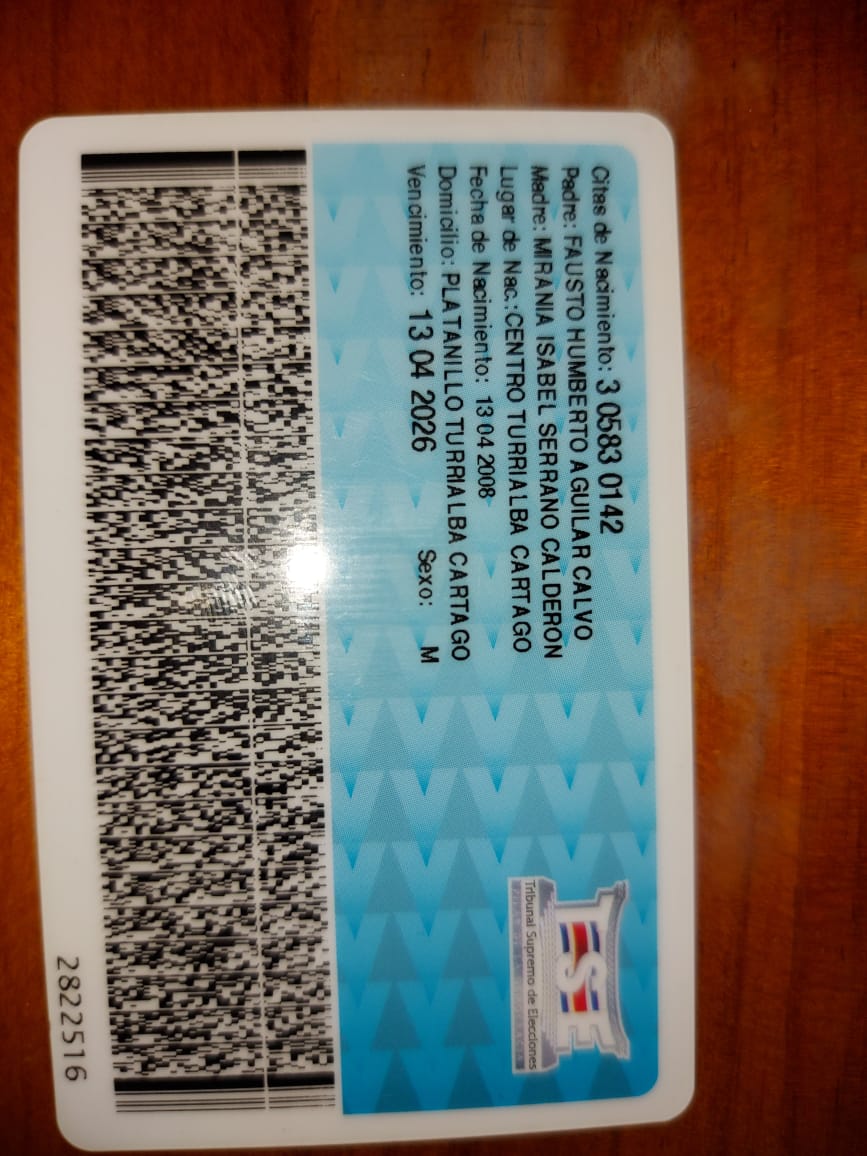 Citas de Nacimiento: 3 0583 0142
Padre: FAUSTO HUMBERTO AGUILAR CALVO
Madre: MIRANIA ISABEL SERRANO CALDERON
Lugar de Nac.:CENTRO TURRIALBA CARTAGO
Fecha de Nacimiento: 13 04 2008
Domicilio: PLATANILLO TURRIALBA CARTAGO
Vencimiento: 13 04 2026 Sexo: M
TSE
Tribunal Supremo de Elecciones
2822516